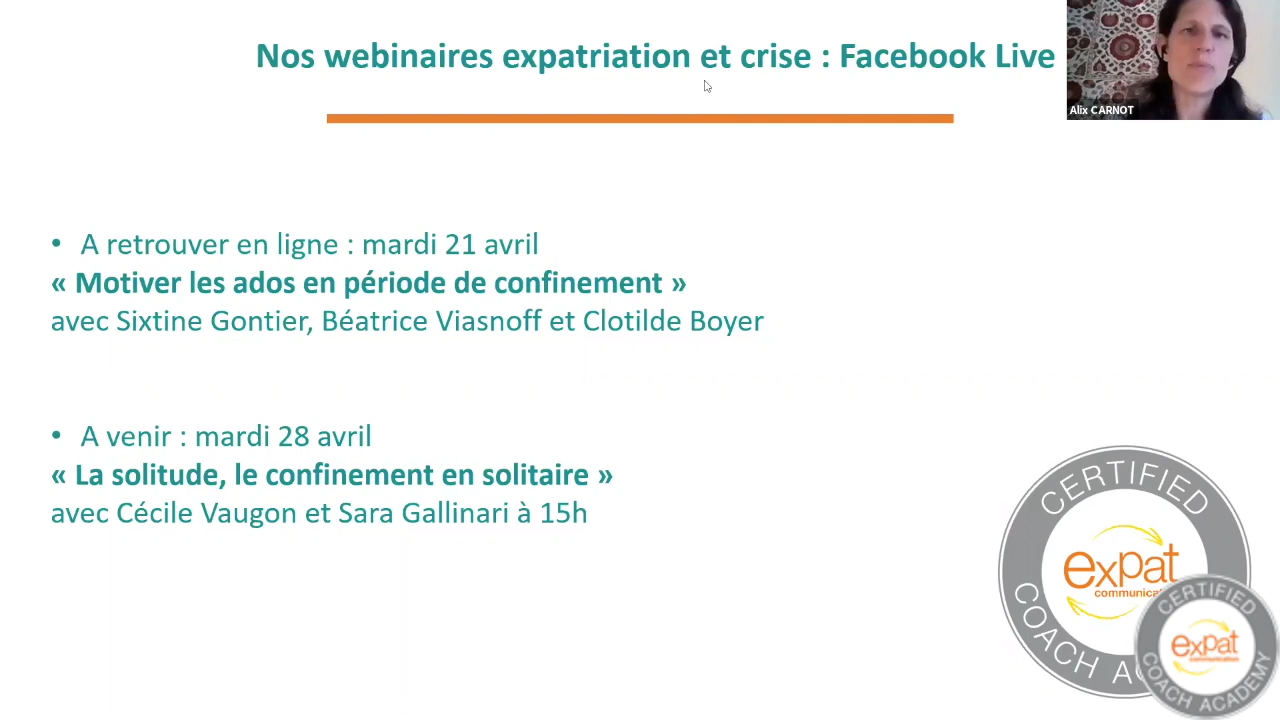 Nos webinaires expatriation et crise : Facebook Live
Alix CARNOT
• A retrouver en ligne : mardi 21 avril
« Motiver les ados en période de confinement »
avec Sixtine Gontier, Béatrice Viasnoff et Clotilde Boyer
• A venir : mardi 28 avril
« La solitude, le confinement en solitaire »
avec Cécile Vaugon et Sara Gallinari à 15h
CERTIFIED
expat
COACH
CERTIFIED
expat
communication
COACH ACADEMY